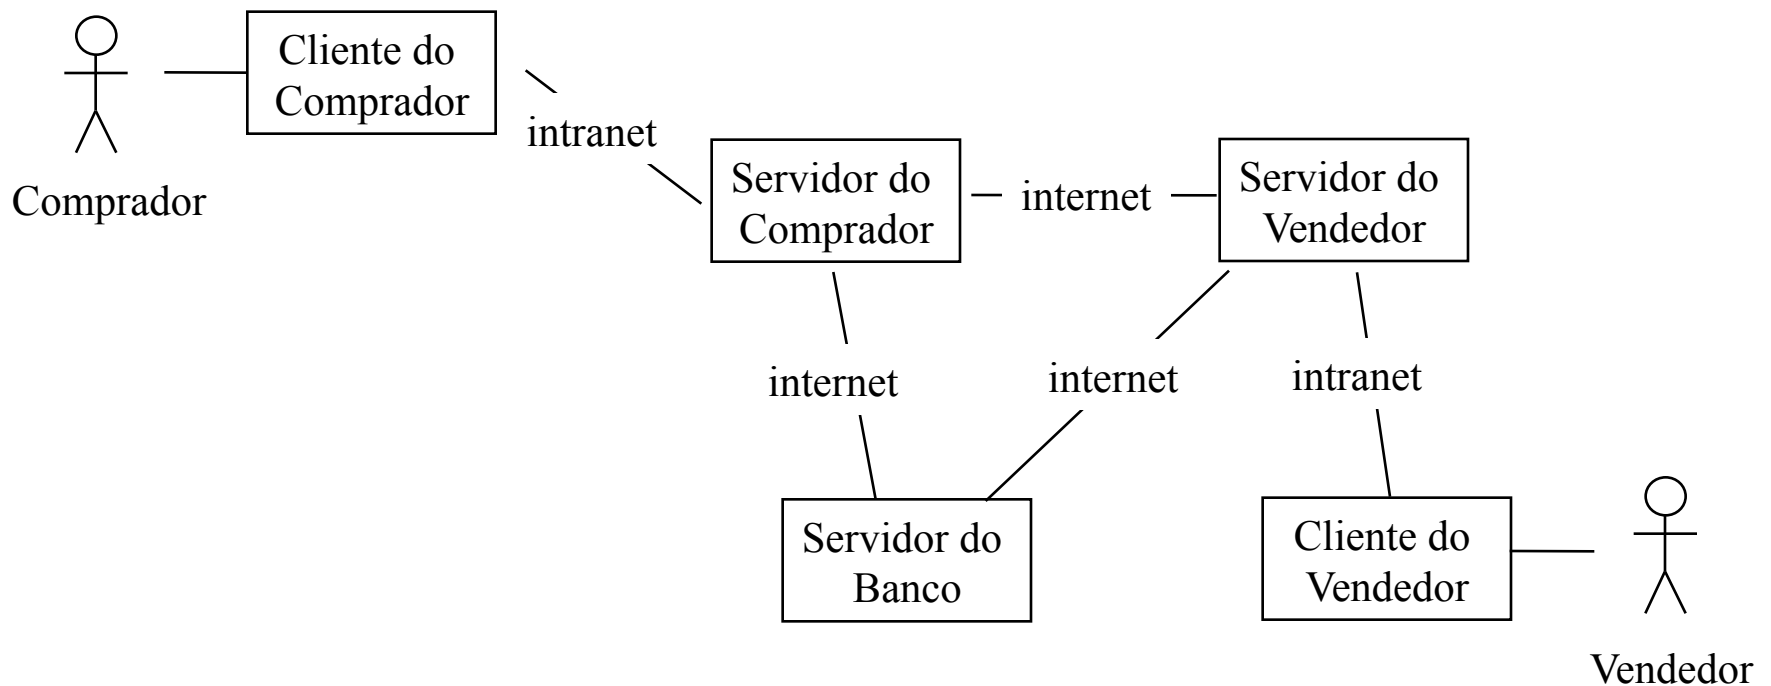 Cliente do
Comprador
intranet
Comprador
Servidor do
Comprador
internet
Servidor do
Vendedor
internet
internet
intranet
Servidor do
Banco
Cliente do
Vendedor
Vendedor